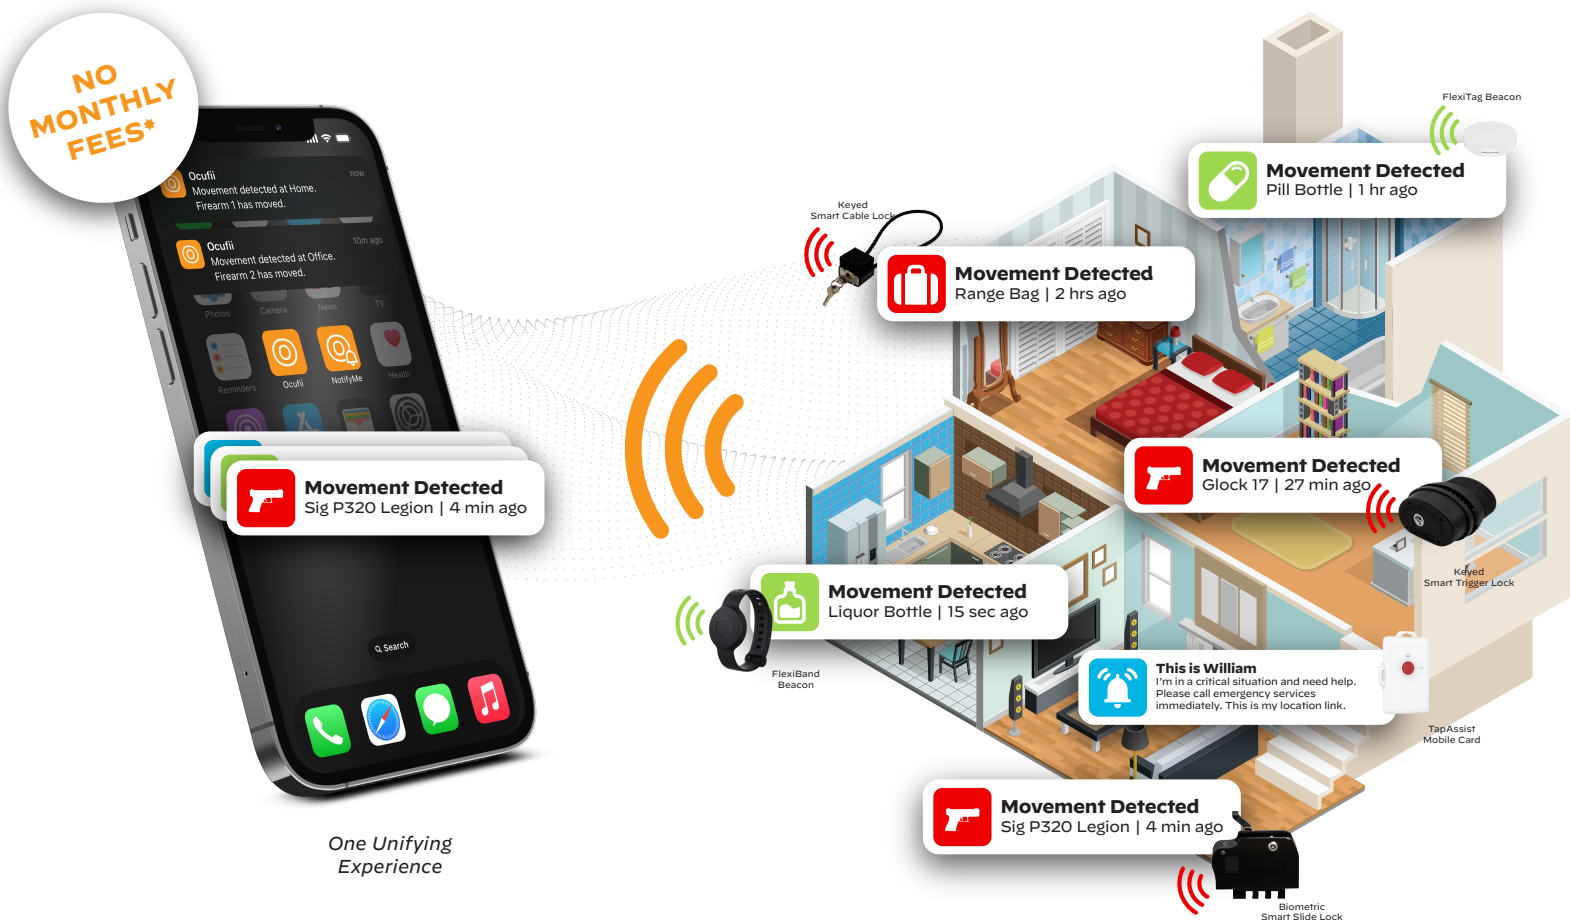 NO
MONTHLY
FEES*
Ocufii
now
Movement detected at Home.
Firearm 1 has moved.
Ocufii
10m ago
Movement detected at Office.
Firearm 2 has moved.
Photos
Camera
News
TV
Reminders
Ocufii
NotifyMe
Health
Movement Detected
Sig P320 Legion | 4 min ago
Search
One Unifying
Experience
FlexiTag Beacon
Movement Detected
Pill Bottle | 1 hr ago
Keyed
Smart Cable Lock
Movement Detected
Range Bag | 2 hrs ago
Movement Detected
Glock 17 | 27 min ago
Keyed
Smart Trigger Lock
Movement Detected
Liquor Bottle | 15 sec ago
FlexiBand
Beacon
This is William
I'm in a critical situation and need help.
Please call emergency services
immediately. This is my location link.
TapAssist
Mobile Card
Movement Detected
Sig P320 Legion | 4 min ago
Biometric
Smart Slide Lock